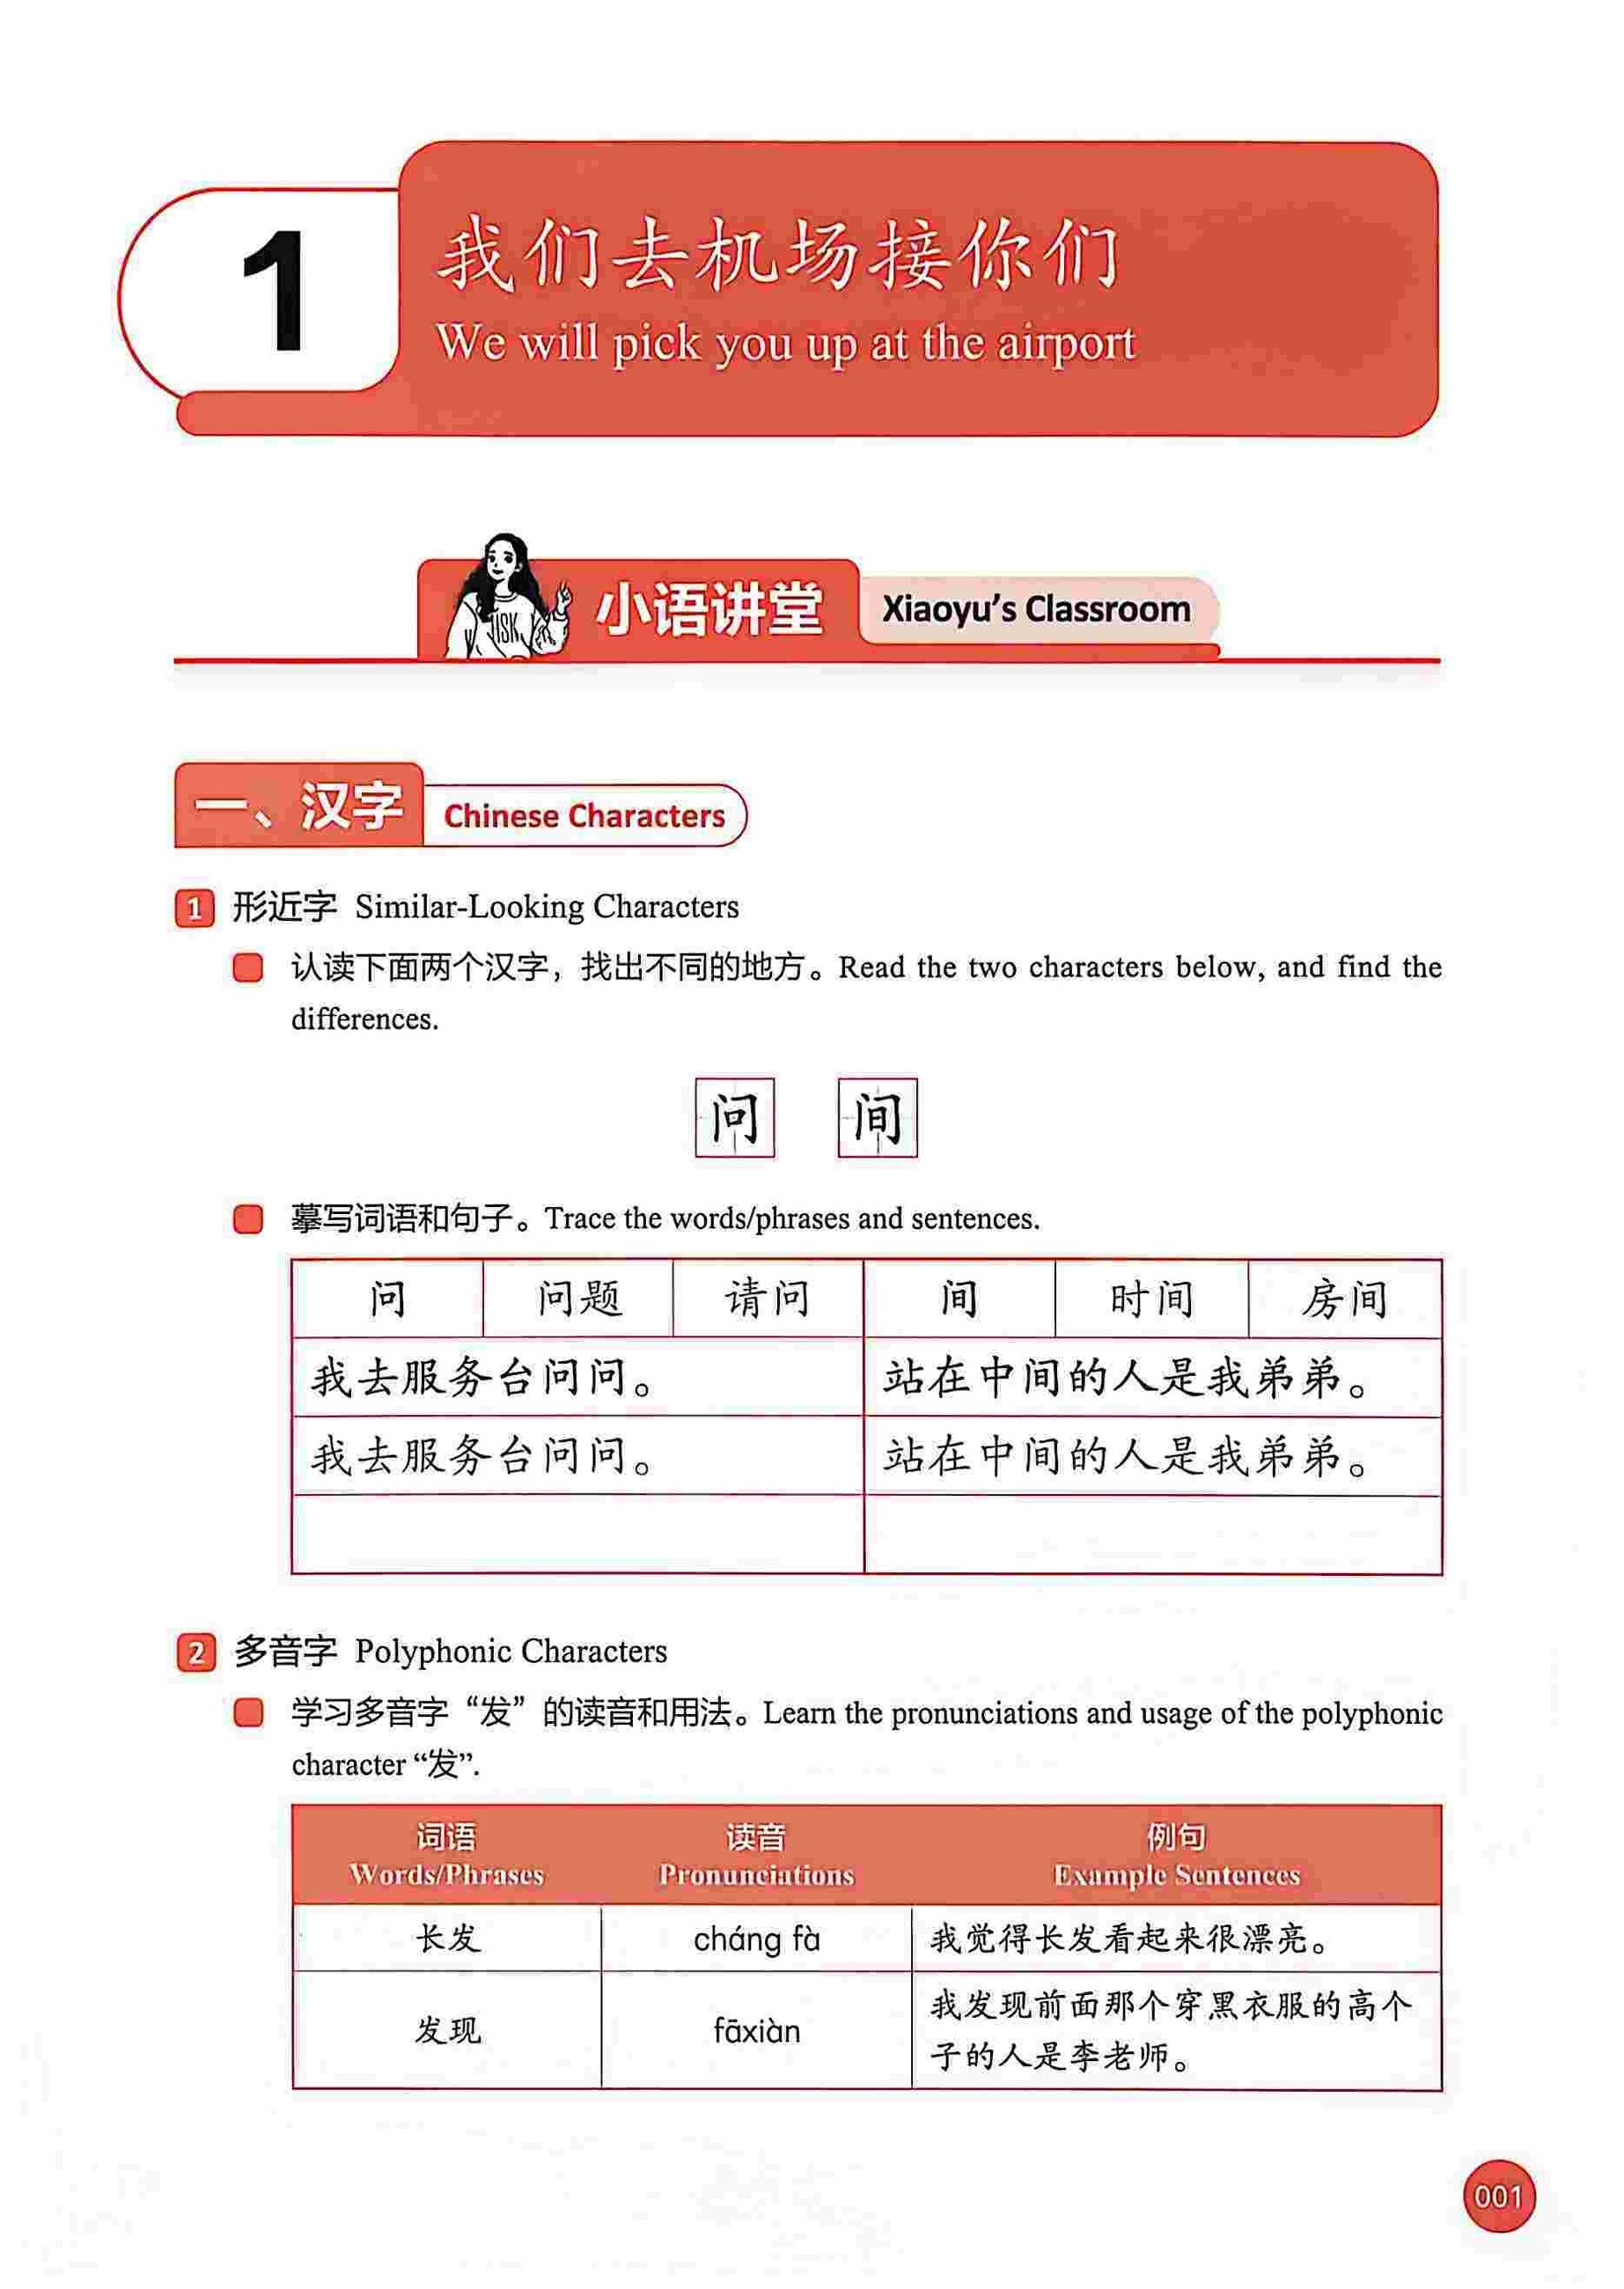 1
我们去机场接你们
We will pick you up at the airport
HSK
小语讲堂 Xiaoyu's Classroom
一、汉字 Chinese Characters
1 形近字 Similar-Looking Characters
认读下面两个汉字，找出不同的地方。Read the two characters below, and find the
differences.
问 间
摹写词语和句子。Trace the words/phrases and sentences.
问 问题 请问 间 时间 房间
我去服务台问问。 站在中间的人是我弟弟。
我去服务台问问。 站在中间的人是我弟弟。
2 多音字 Polyphonic Characters
学习多音字“发”的读音和用法。Learn the pronunciations and usage of the polyphonic
character “发”.
词语 读音 例句
Words/Phrases Pronunciations Example Sentences
长发 cháng fà 我觉得长发看起来很漂亮。
发现 fāxiàn 我发现前面那个穿黑衣服的高个
子的人是李老师。
001